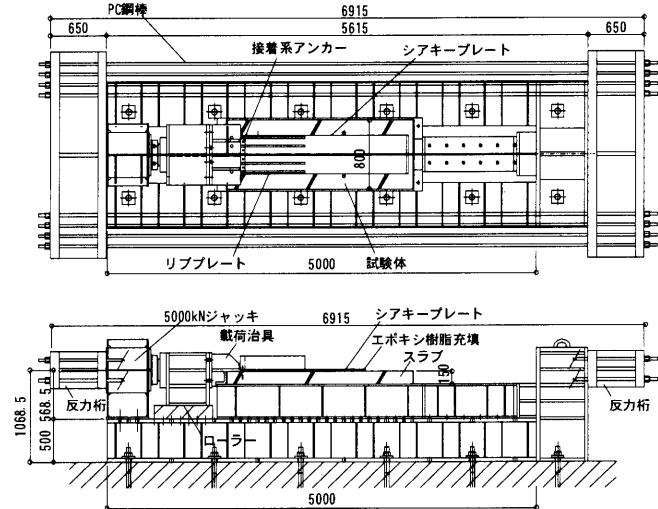 PC鋼棒
6915
650
5615
650
接着系アンカー
シアキープレート
800
リブプレート
5000
試験体
5000kNジャッキ
載荷治具
6915
シアキープレート
エポキシ樹脂充填
スラブ
150
反力桁
反力桁
ローラー
1068.5
568.5
500
5000